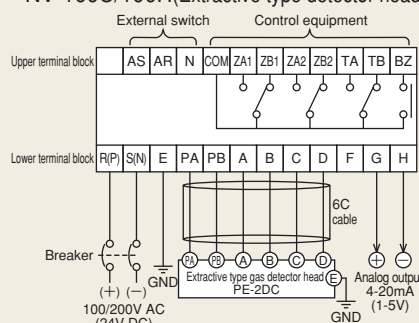 NV-100C/100H(Extractive type detector head
External switch Control equipment
Upper terminal block AS AR N COM ZA1 ZB1 ZA2 ZB2 TA TB BZ
Lower terminal block R(P) S(N) E PA PB A B C D F G H
6C
cable
Breaker
PA PB A B C D
Extractive type gas detector head E
PE-2DC
GND
(+) (−)
100/200V AC
(24V DC)
+ −
Analog output
4-20mA
(1-5V)
GND